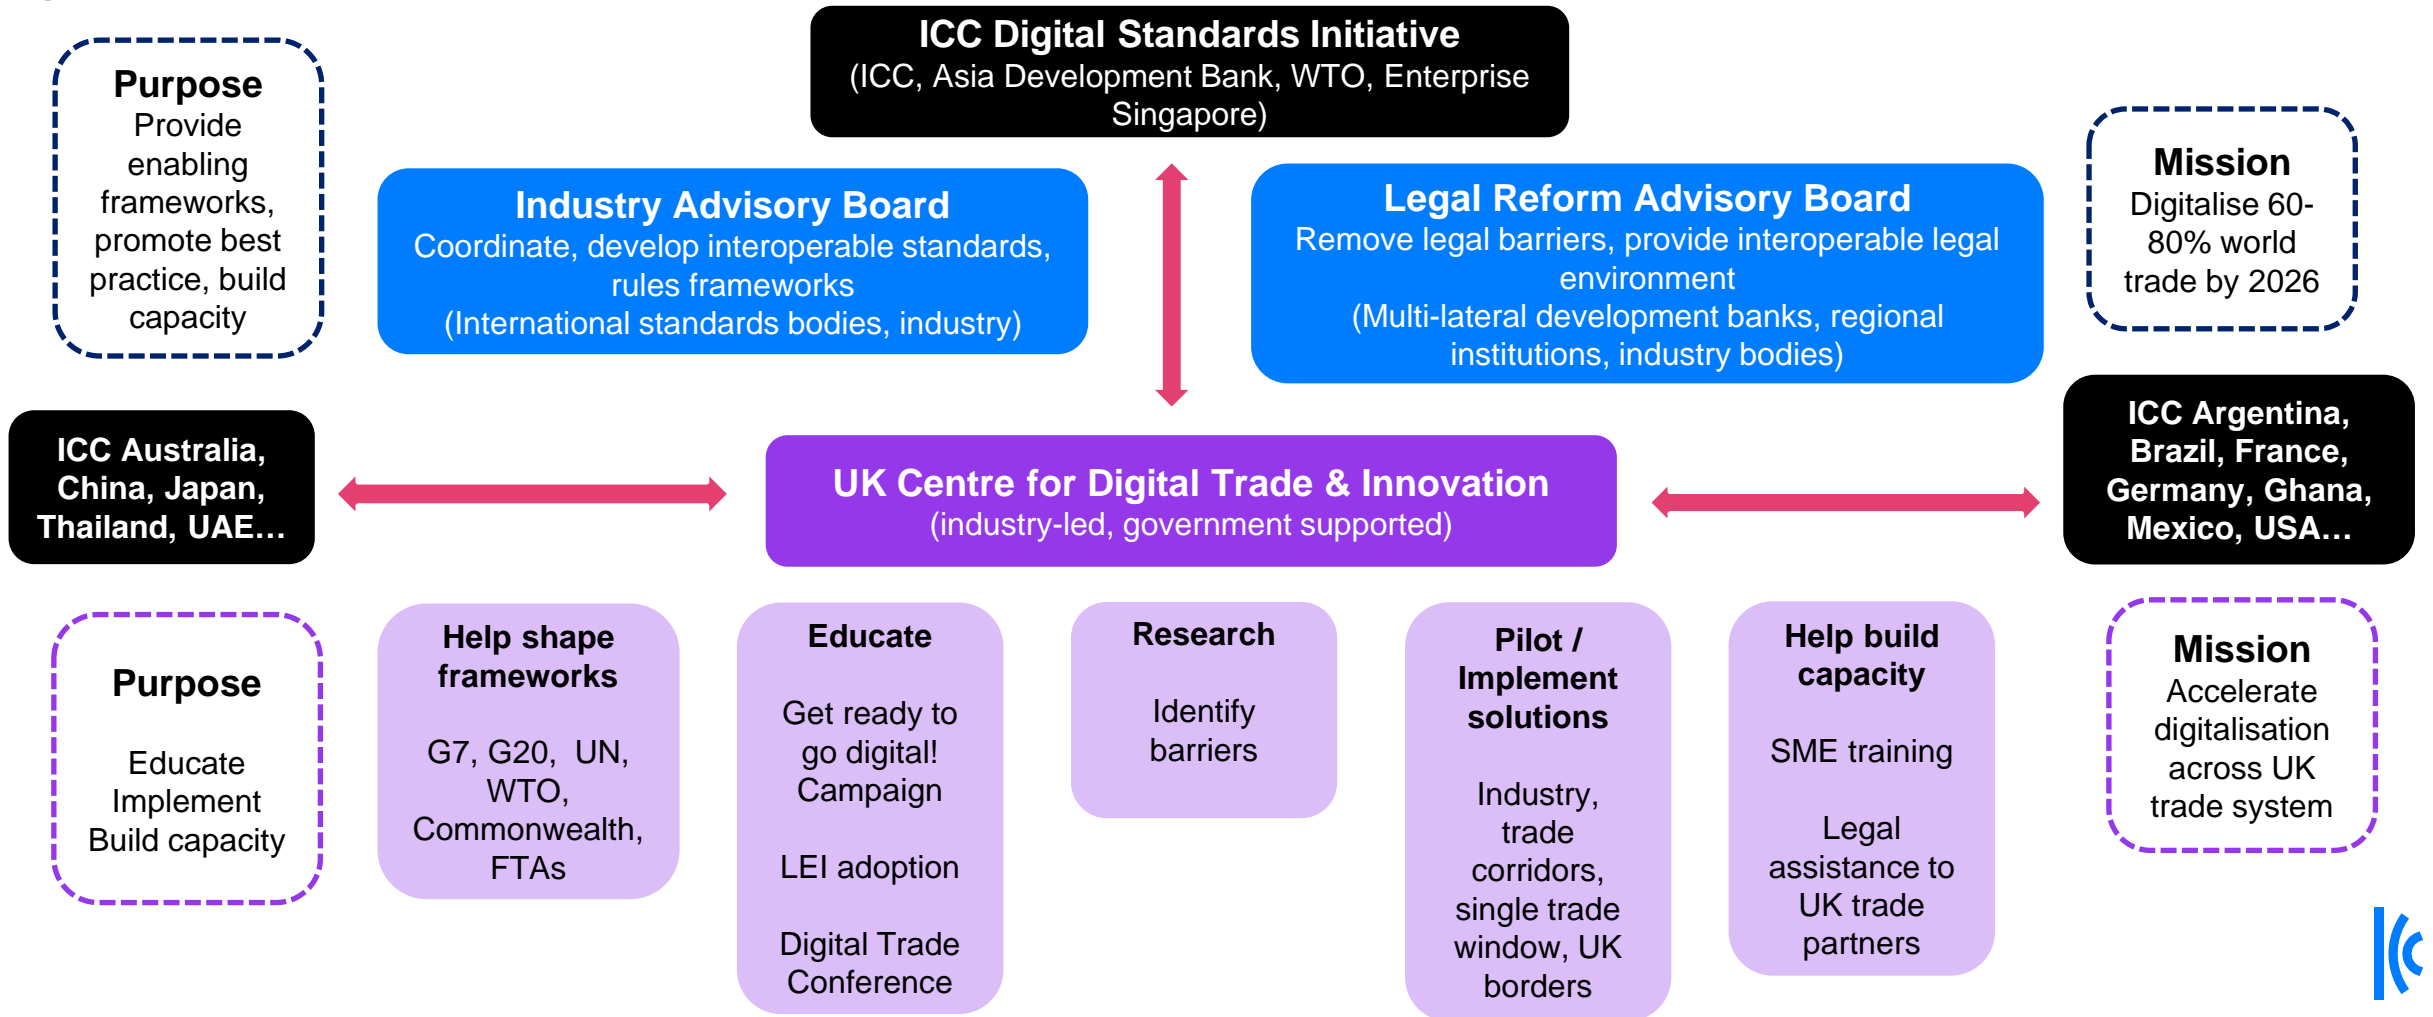 ICC Digital Standards Initiative
(ICC, Asia Development Bank, WTO, Enterprise
Singapore)
Purpose
Provide
enabling
frameworks,
promote best
practice, build
capacity
Industry Advisory Board
Coordinate, develop interoperable standards,
rules frameworks
(International standards bodies, industry)
Legal Reform Advisory Board
Remove legal barriers, provide interoperable legal
environment
(Multi-lateral development banks, regional
institutions, industry bodies)
Mission
Digitalise 60-
80% world
trade by 2026
ICC Australia,
China, Japan,
Thailand, UAE…
UK Centre for Digital Trade & Innovation
(industry-led, government supported)
ICC Argentina,
Brazil, France,
Germany, Ghana,
Mexico, USA…
Purpose
Educate
Implement
Build capacity
Help shape
frameworks
G7, G20,  UN,
WTO,
Commonwealth,
FTAs
Educate
Get ready to
go digital!
Campaign
LEI adoption
Digital Trade
Conference
Research
Identify
barriers
Pilot /
Implement
solutions
Industry,
trade
corridors,
single trade
window, UK
borders
Help build
capacity
SME training
Legal
assistance to
UK trade
partners
Mission
Accelerate
digitalisation
across UK
trade system